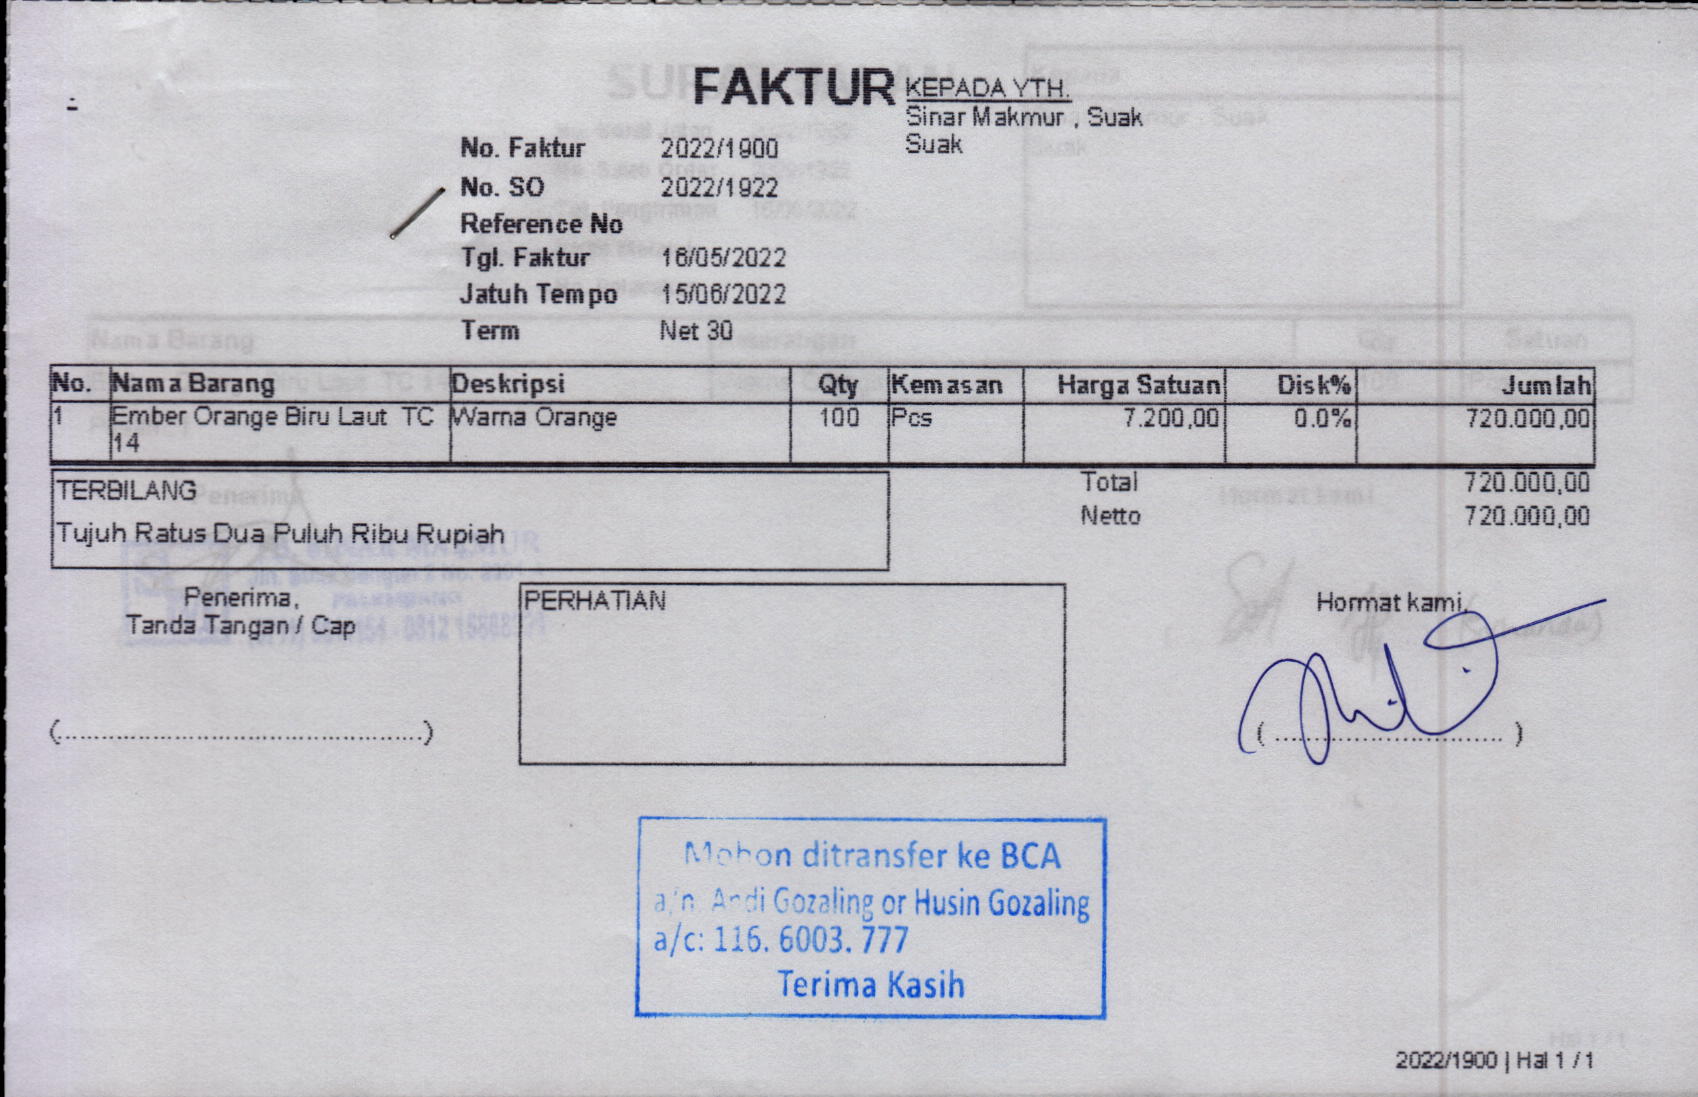 FAKTUR
KEPADA YTH.
Sinar Makmur , Suak
Suak
No. Faktur 2022/1900
No. SO 2022/1922
Reference No
Tgl. Faktur 16/05/2022
Jatuh Tempo 15/06/2022
Term Net 30
No. Nama Barang Deskripsi Qty Kemasan Harga Satuan Disk% Jumlah
1 Ember Orange Biru Laut TC Warna Orange 100 Pcs 7.200,00 0.0% 720.000,00
14
TERBILANG Total 720.000,00
Tujuh Ratus Dua Puluh Ribu Rupiah Netto 720.000,00
Penerima, PERHATIAN Hormat kami,
Tanda Tangan / Cap
(..............................................) ( ................................ )
Mohon ditransfer ke BCA
a/n. Andi Gozaling or Husin Gozaling
a/c: 116. 6003. 777
Terima Kasih
2022/1900 | Hal 1 / 1